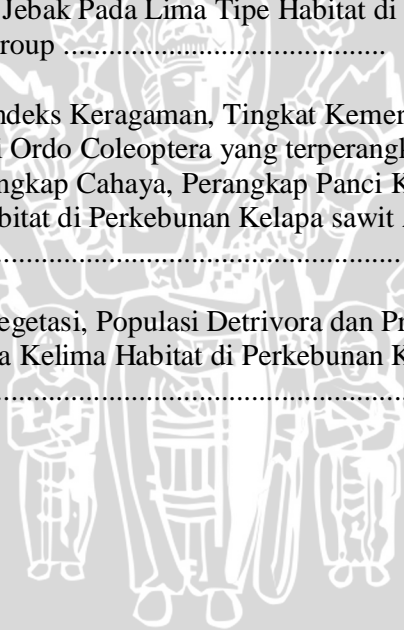 Jebak Pada Lima Tipe Habitat di
roup ............................................
ndeks Keragaman, Tingkat Kemer
i Ordo Coleoptera yang terperangk
ngkap Cahaya, Perangkap Panci K
bitat di Perkebunan Kelapa sawit
.......................................................
egetasi, Populasi Detrivora dan Pr
a Kelima Habitat di Perkebunan K
.......................................................